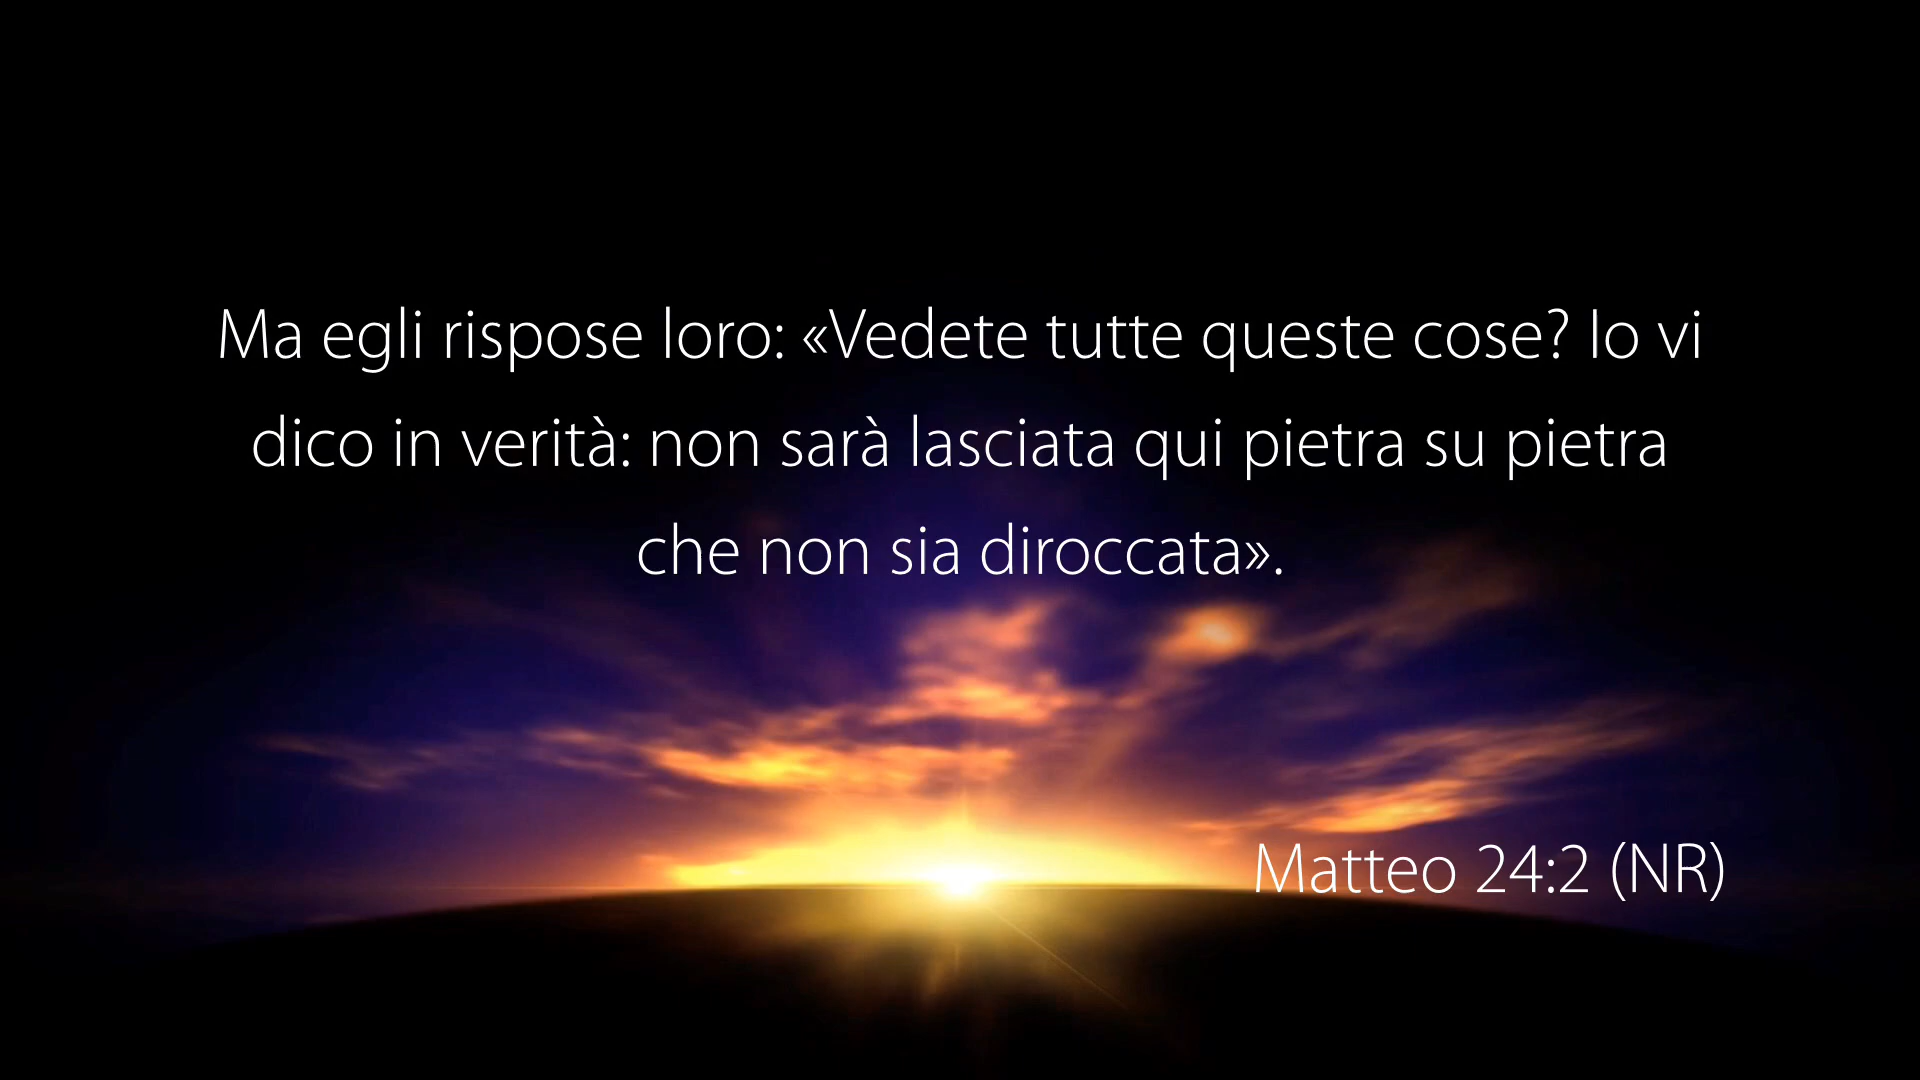 Ma egli rispose loro: «Vedete tutte queste cose? Io vi
dico in verità: non sarà lasciata qui pietra su pietra
che non sia diroccata».
Matteo 24:2 (NR)